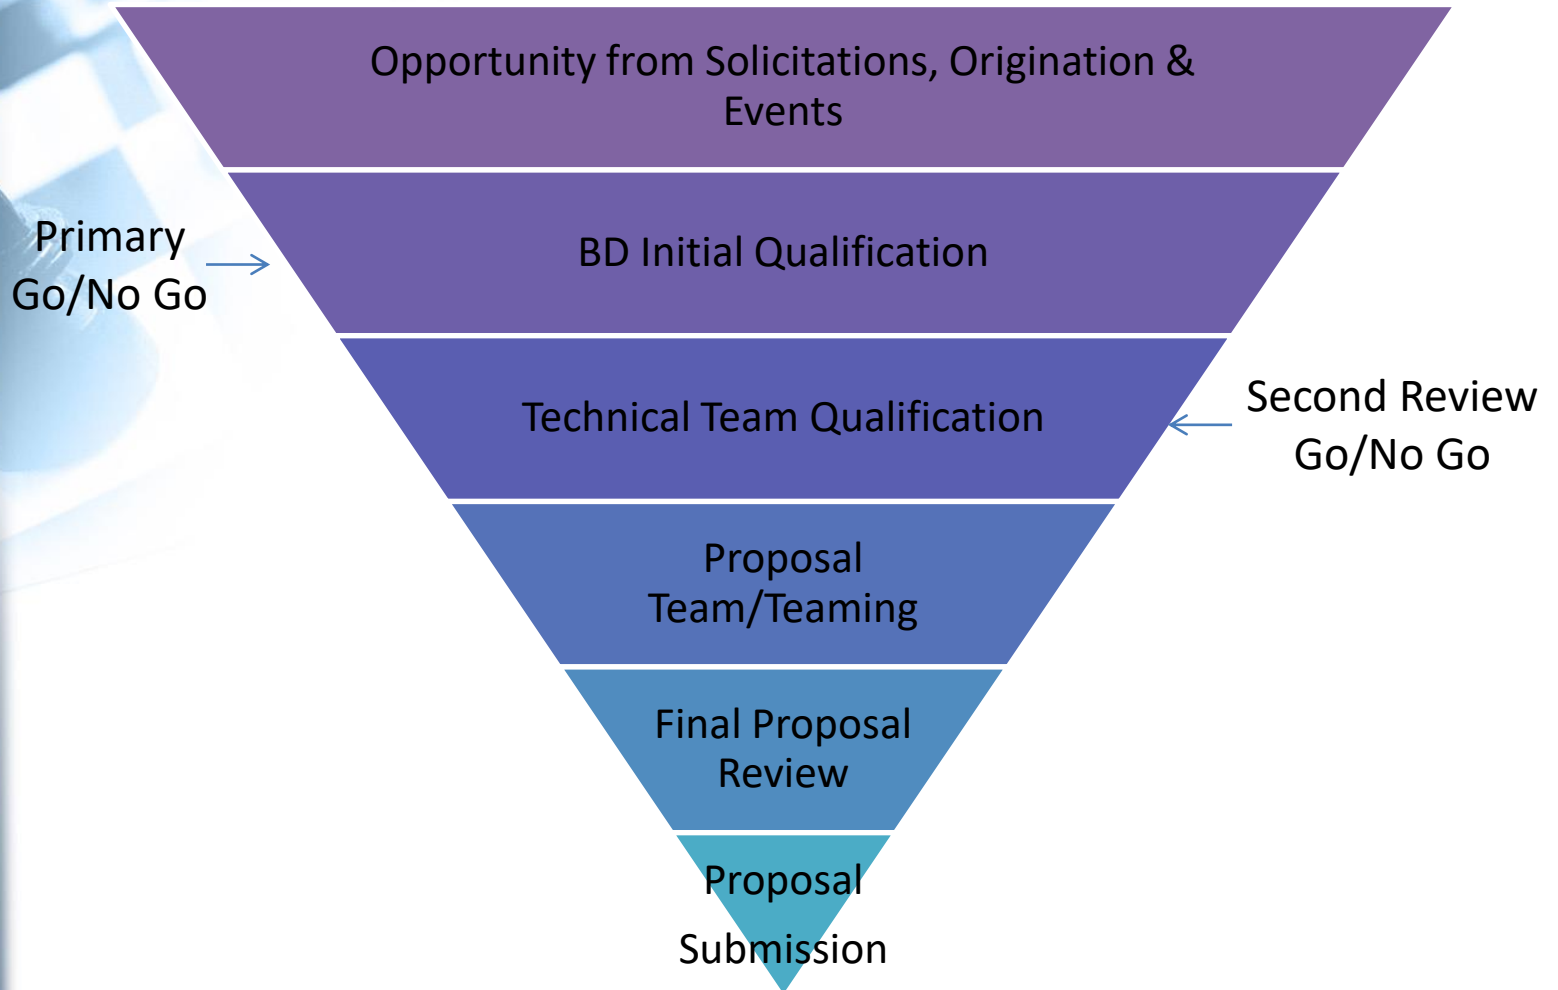 Opportunity from Solicitations, Origination &
Events
Primary
Go/No Go
BD Initial Qualification
Technical Team Qualification
Second Review
Go/No Go
Proposal
Team/Teaming
Final Proposal
Review
Proposal
Submission